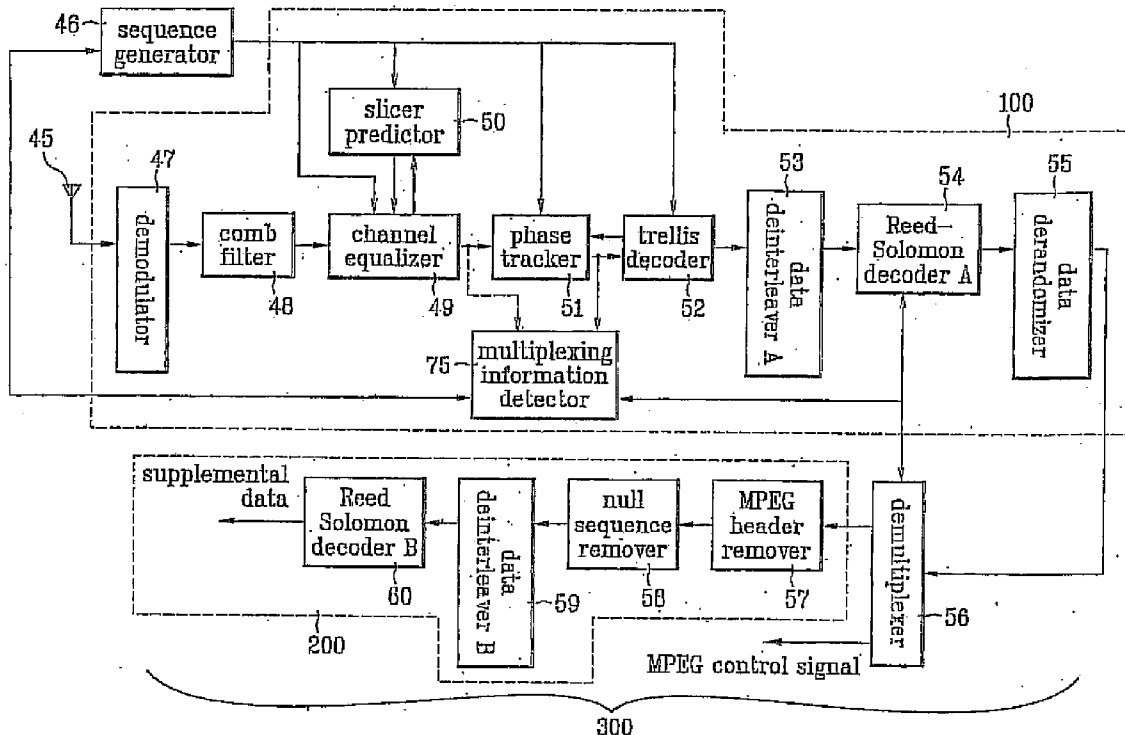 46
sequence
generator
slicer
predictor
50
100
45
47
demodulator
comb
filter
48
channel
equalizer
49
phase
tracker
51
trellis
decoder
52
53
data
deinterleaver A
54
Reed-
Solomon
decoder A
55
data
derandomizer
75
multiplexing
information
detector
supplemental
data
Reed
Solomon
decoder B
60
data
deinterleaver B
59
null
sequence
remover
58
MPEG
header
remover
57
demultiplexer
56
200
MPEG control signal
300